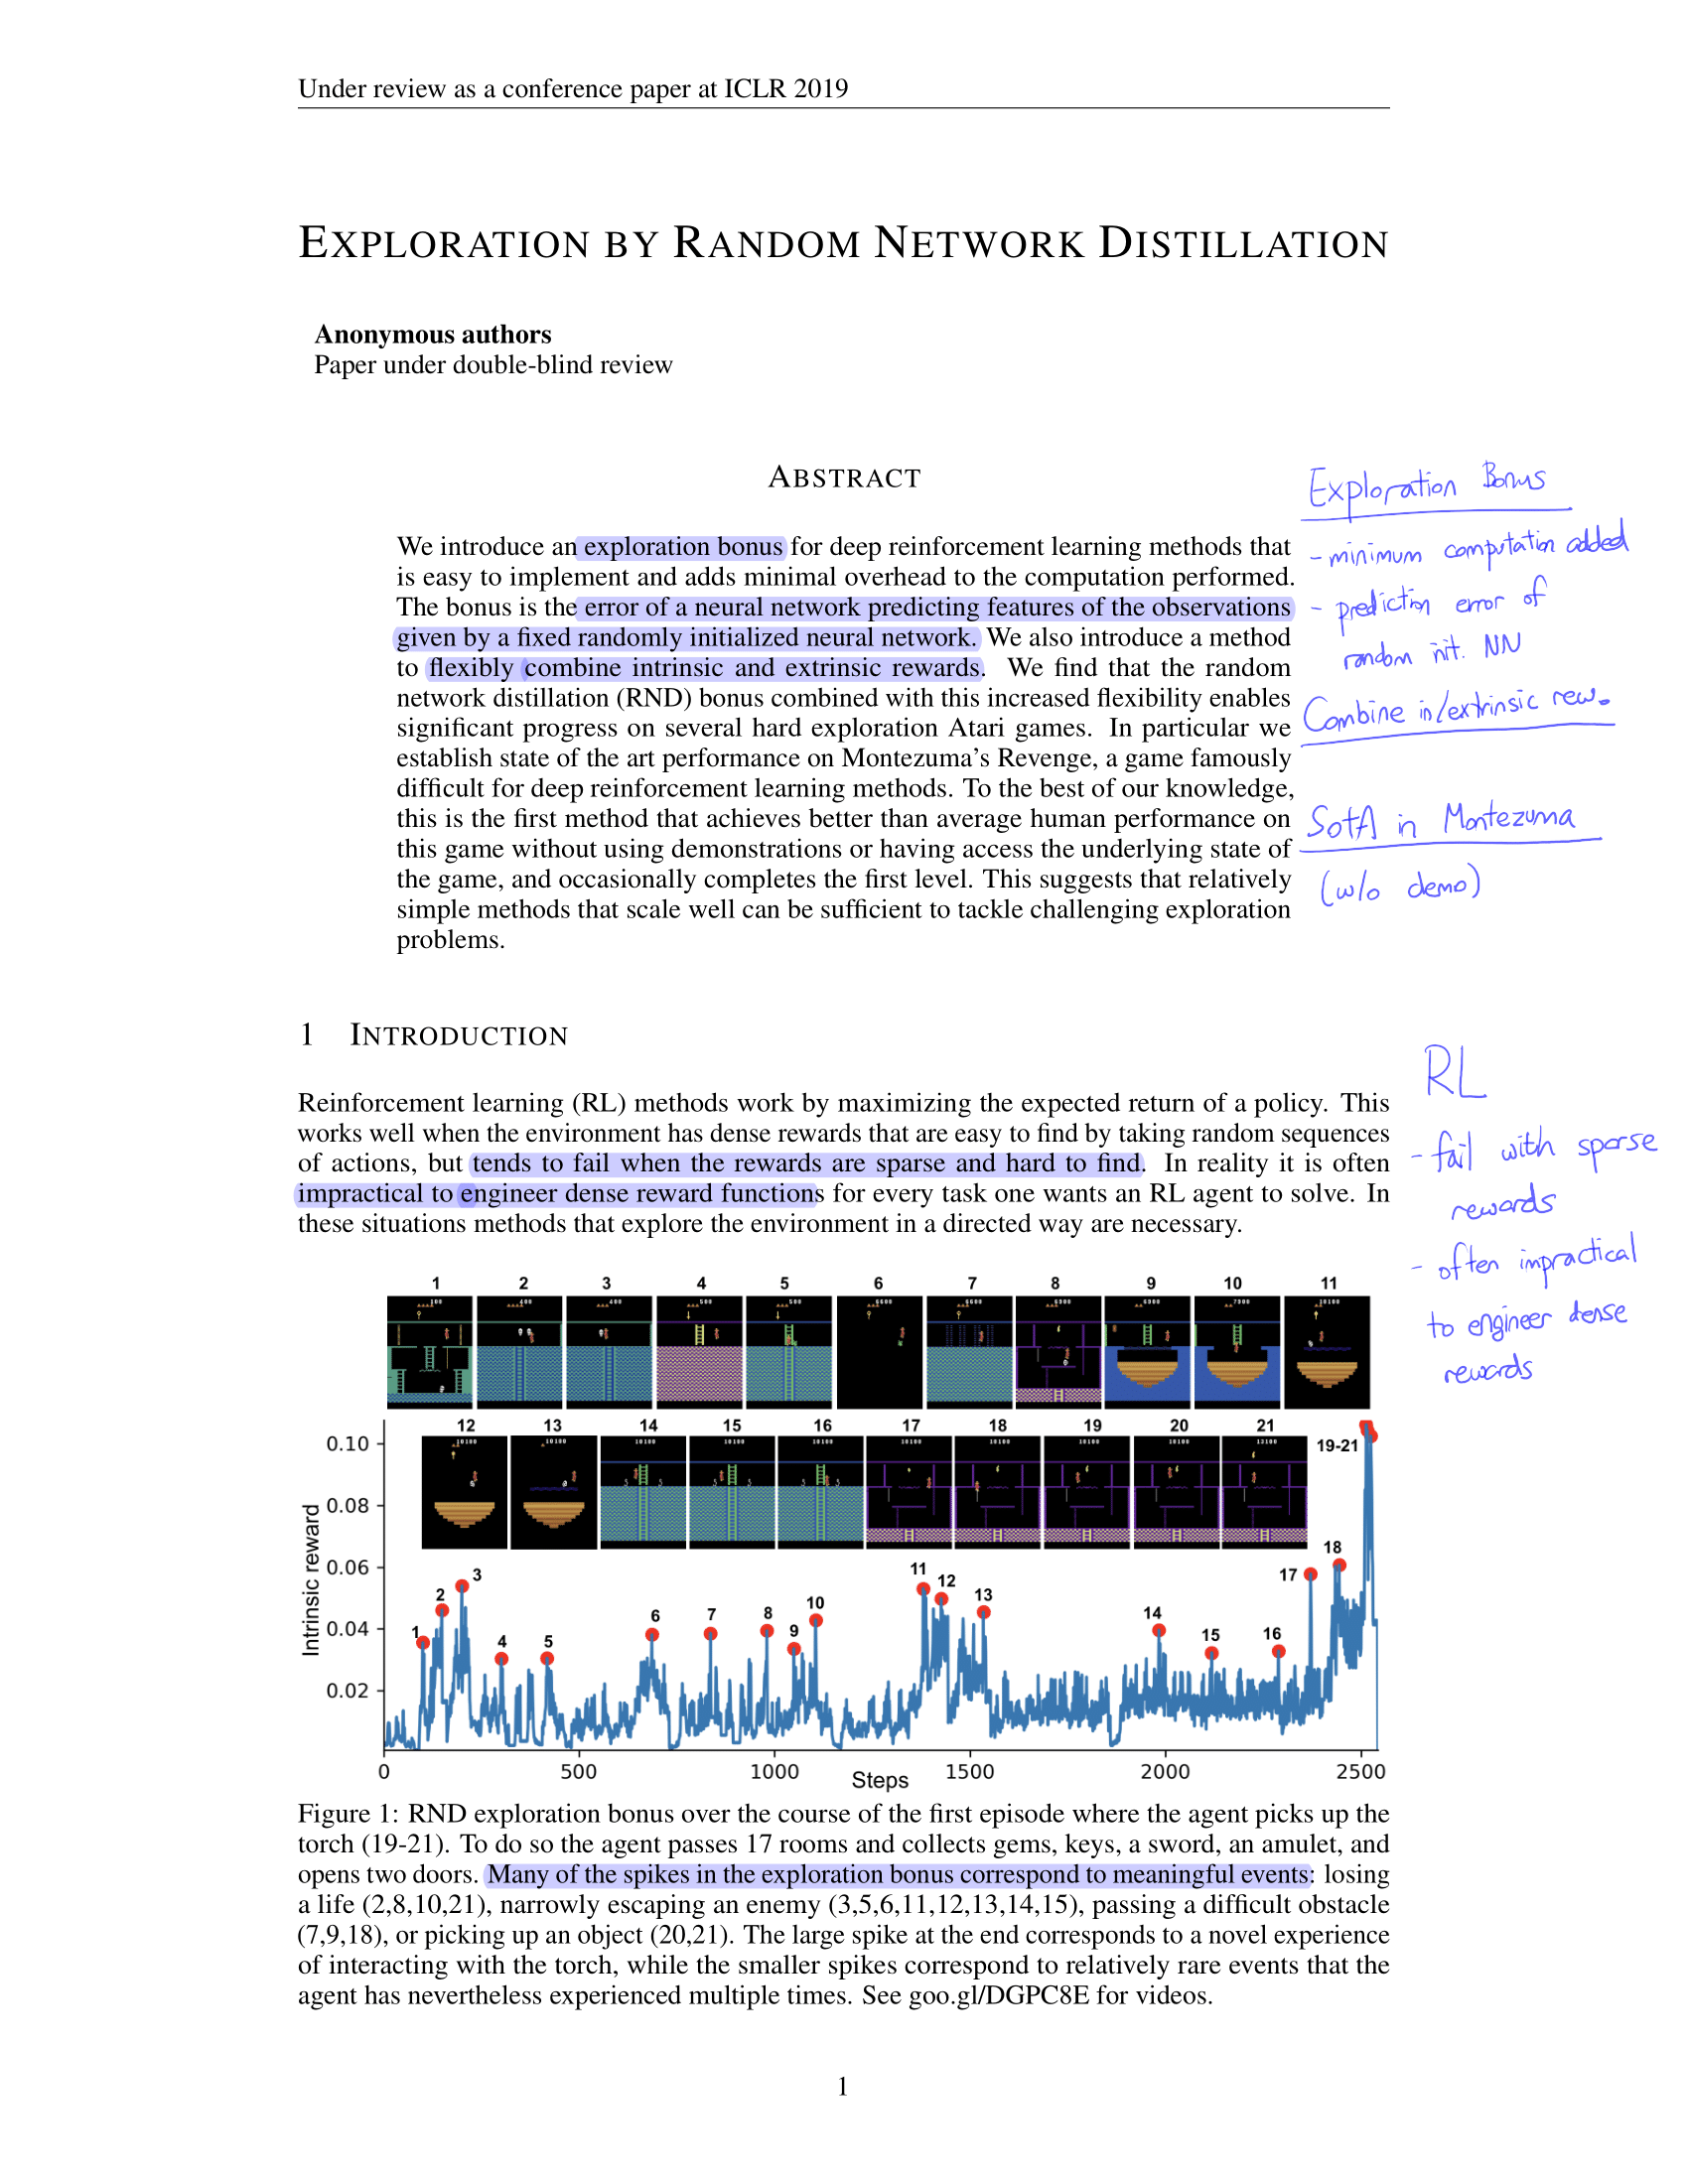 Under review as a conference paper at ICLR 2019
EXPLORATION BY RANDOM NETWORK DISTILLATION
Anonymous authors
Paper under double-blind review
ABSTRACT
We introduce an exploration bonus for deep reinforcement learning methods that
is easy to implement and adds minimal overhead to the computation performed.
The bonus is the error of a neural network predicting features of the observations
given by a fixed randomly initialized neural network. We also introduce a method
to flexibly combine intrinsic and extrinsic rewards. We find that the random
network distillation (RND) bonus combined with this increased flexibility enables
significant progress on several hard exploration Atari games. In particular we
establish state of the art performance on Montezuma's Revenge, a game famously
difficult for deep reinforcement learning methods. To the best of our knowledge,
this is the first method that achieves better than average human performance on
this game without using demonstrations or having access the underlying state of
the game, and occasionally completes the first level. This suggests that relatively
simple methods that scale well can be sufficient to tackle challenging exploration
problems.
Exploration Bonus
- minimum computation added
- prediction error of
random init. NN
Combine in/extrinsic rew.
SotA in Montezuma
(w/o demo)
1 INTRODUCTION
Reinforcement learning (RL) methods work by maximizing the expected return of a policy. This
works well when the environment has dense rewards that are easy to find by taking random sequences
of actions, but tends to fail when the rewards are sparse and hard to find. In reality it is often
impractical to engineer dense reward functions for every task one wants an RL agent to solve. In
these situations methods that explore the environment in a directed way are necessary.
RL
- fail with sparse
rewards
- often impractical
to engineer dense
rewards
1 2 3 4 5 6 7 8 9 10 11
12 13 14 15 16 17 18 19 20 21
19-21
0.10
0.08
0.06
0.04
0.02
Intrinsic reward
1 2 3 4 5 6 7 8 9 10 11 12 13 14 15 16 17 18
0 500 1000 1500 2000 2500
Steps
Figure 1: RND exploration bonus over the course of the first episode where the agent picks up the
torch (19-21). To do so the agent passes 17 rooms and collects gems, keys, a sword, an amulet, and
opens two doors. Many of the spikes in the exploration bonus correspond to meaningful events: losing
a life (2,8,10,21), narrowly escaping an enemy (3,5,6,11,12,13,14,15), passing a difficult obstacle
(7,9,18), or picking up an object (20,21). The large spike at the end corresponds to a novel experience
of interacting with the torch, while the smaller spikes correspond to relatively rare events that the
agent has nevertheless experienced multiple times. See goo.gl/DGPC8E for videos.
1